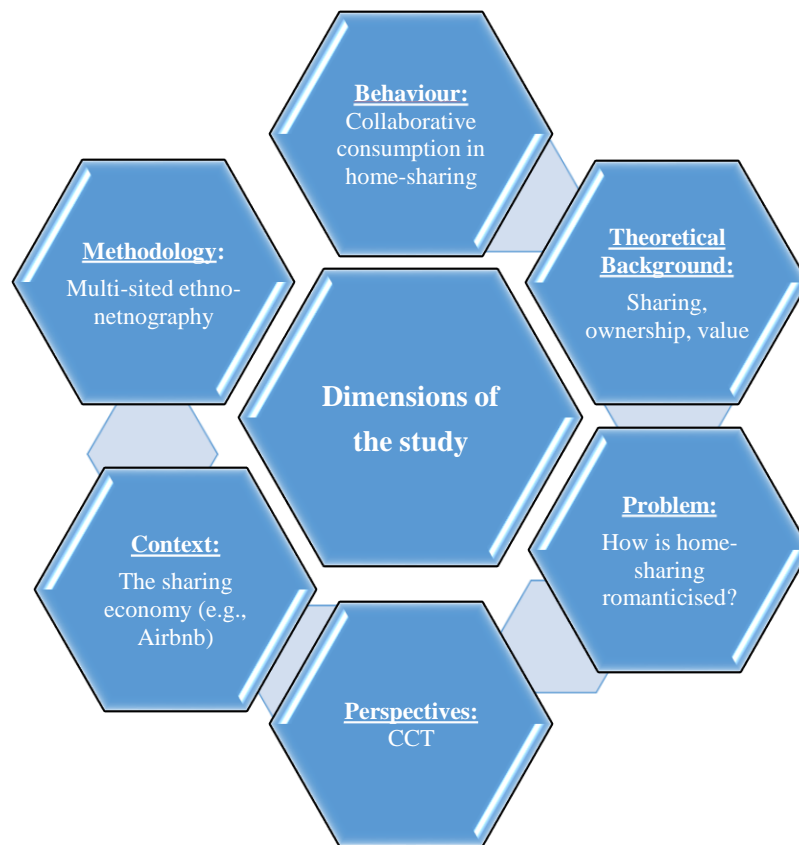 Behaviour:
Collaborative
consumption in
home-sharing
Theoretical
Background:
Sharing,
ownership, value
Problem:
How is home-
sharing
romanticised?
Perspectives:
CCT
Context:
The sharing
economy (e.g.,
Airbnb)
Methodology:
Multi-sited ethno-
netnography
Dimensions of
the study